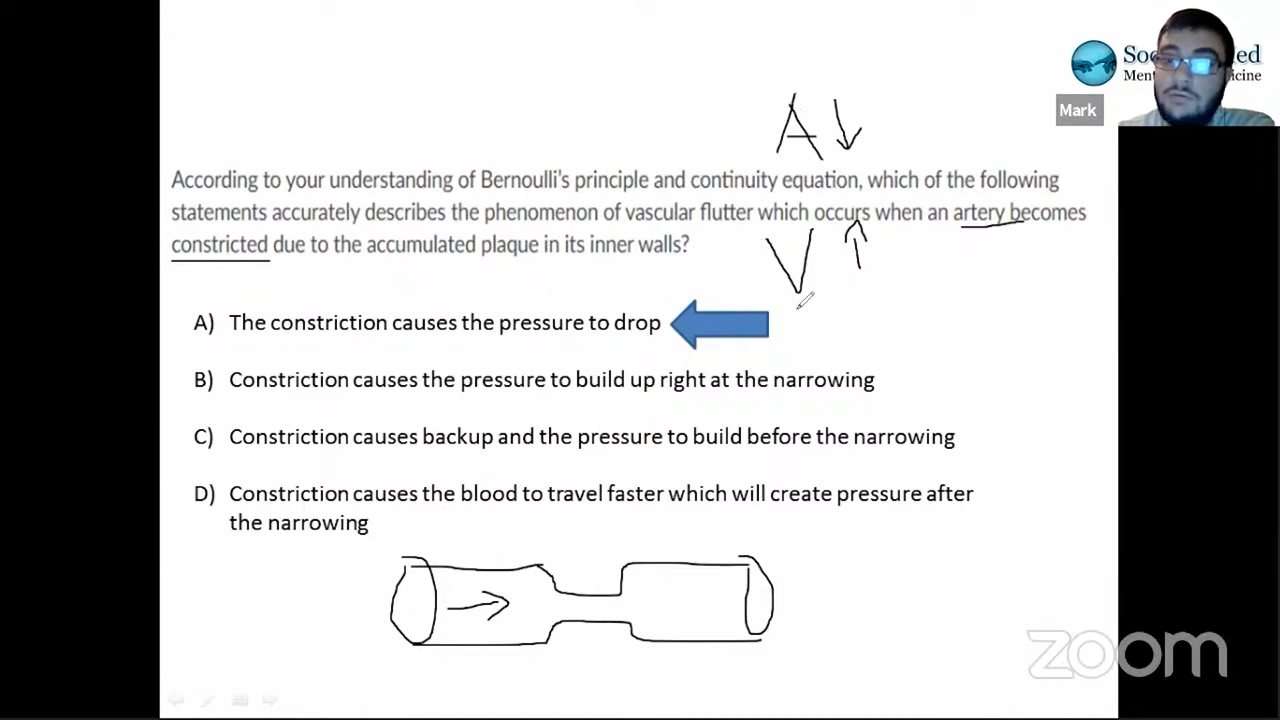 Mark
A ↓
According to your understanding of Bernoulli's principle and continuity equation, which of the following
statements accurately describes the phenomenon of vascular flutter which occurs when an artery becomes
constricted due to the accumulated plaque in its inner walls?
V ↑
A) The constriction causes the pressure to drop
B) Constriction causes the pressure to build up right at the narrowing
C) Constriction causes backup and the pressure to build before the narrowing
D) Constriction causes the blood to travel faster which will create pressure after
the narrowing
zoom